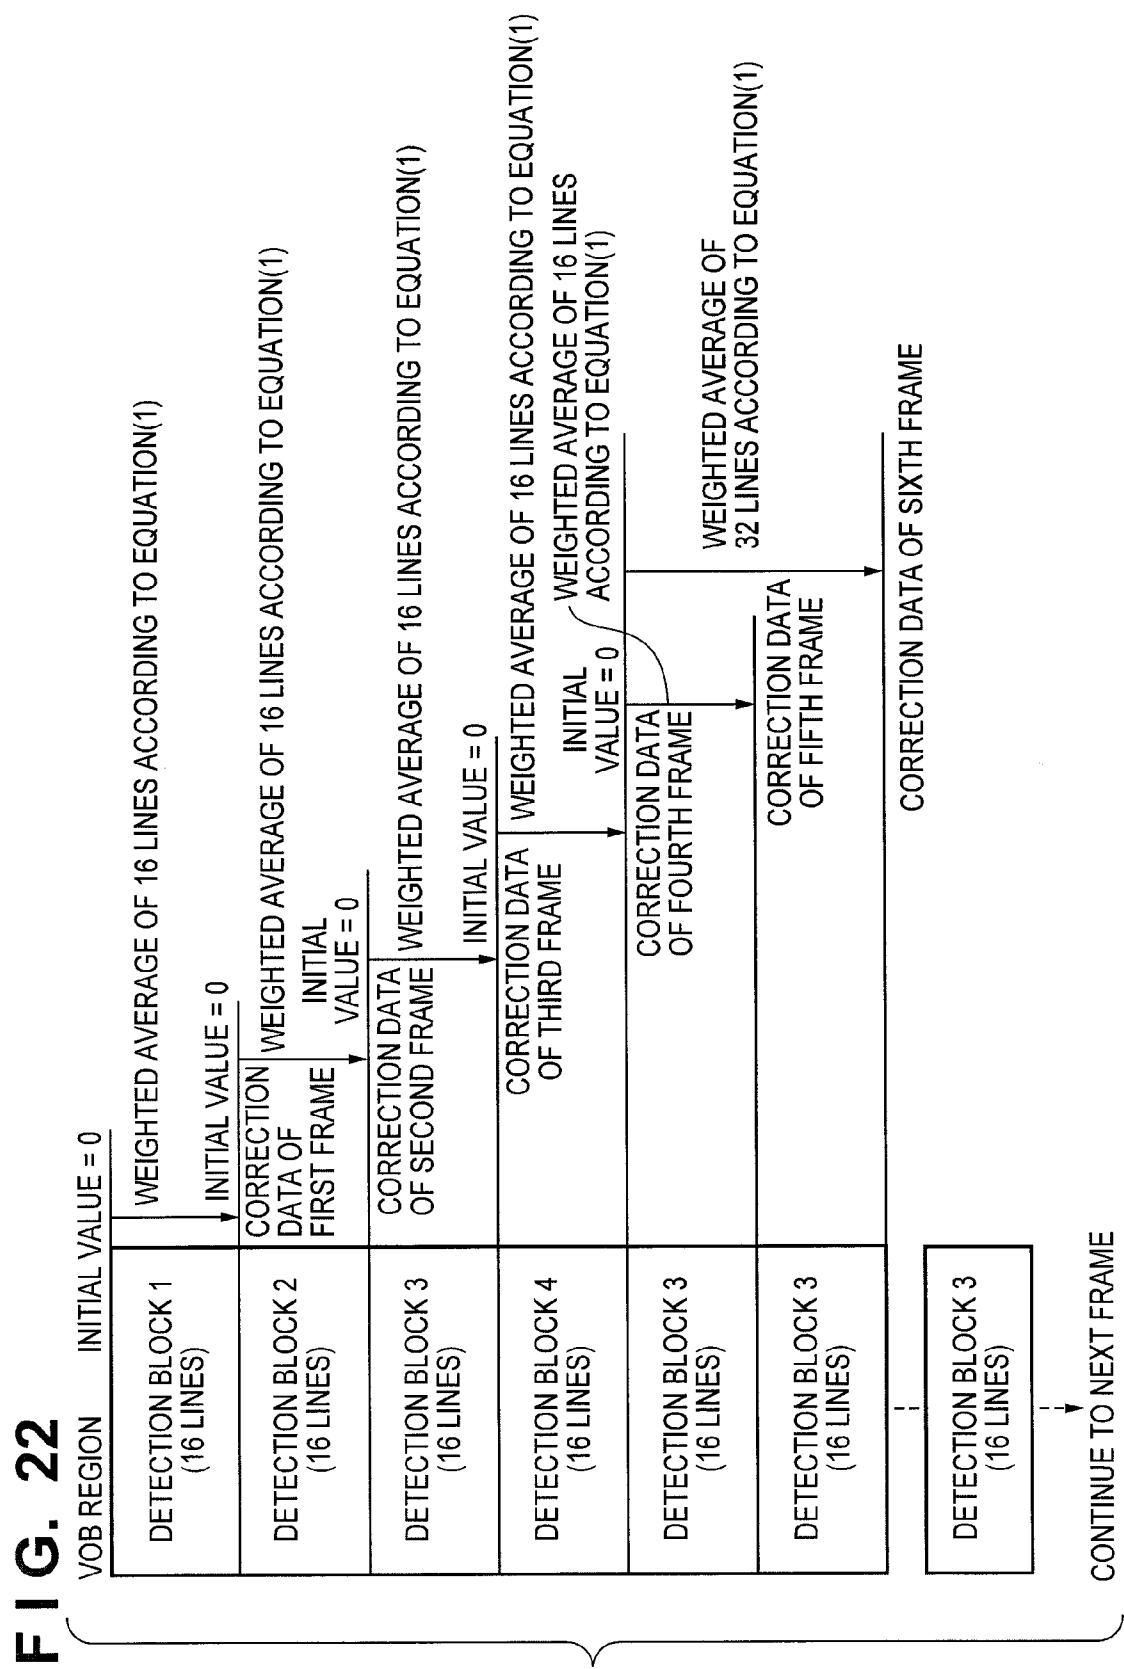 FIG. 22
VOB REGION
INITIAL VALUE = 0
DETECTION BLOCK 1
(16 LINES)
WEIGHTED AVERAGE OF 16 LINES ACCORDING TO EQUATION(1)
INITIAL VALUE = 0
DETECTION BLOCK 2
(16 LINES)
CORRECTION
DATA OF
FIRST FRAME
WEIGHTED AVERAGE OF 16 LINES ACCORDING TO EQUATION(1)
INITIAL
VALUE = 0
DETECTION BLOCK 3
(16 LINES)
CORRECTION DATA
OF SECOND FRAME
WEIGHTED AVERAGE OF 16 LINES ACCORDING TO EQUATION(1)
INITIAL VALUE = 0
DETECTION BLOCK 4
(16 LINES)
CORRECTION DATA
OF THIRD FRAME
WEIGHTED AVERAGE OF 16 LINES ACCORDING TO EQUATION(1)
INITIAL
VALUE = 0
WEIGHTED AVERAGE OF 16 LINES
ACCORDING TO EQUATION(1)
DETECTION BLOCK 3
(16 LINES)
CORRECTION DATA
OF FOURTH FRAME
WEIGHTED AVERAGE OF
32 LINES ACCORDING TO EQUATION(1)
DETECTION BLOCK 3
(16 LINES)
CORRECTION DATA
OF FIFTH FRAME
CORRECTION DATA OF SIXTH FRAME
DETECTION BLOCK 3
(16 LINES)
CONTINUE TO NEXT FRAME